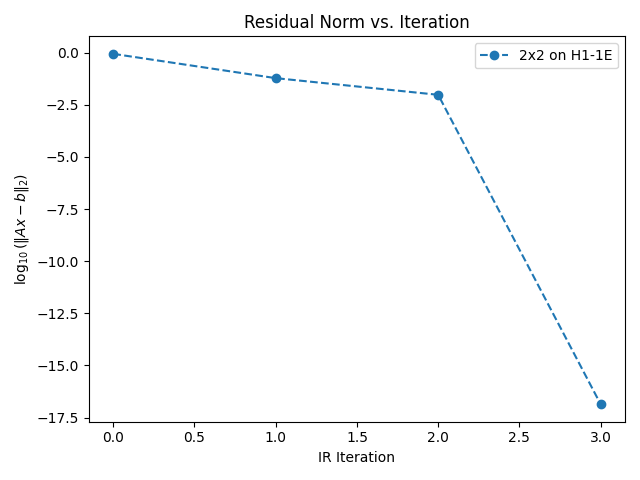 Residual Norm vs. Iteration
2x2 on H1-1E
0.0
−2.5
−5.0
−7.5
−10.0
−12.5
−15.0
−17.5
log₁₀(‖Ax − b‖₂)
0.0 0.5 1.0 1.5 2.0 2.5 3.0
IR Iteration